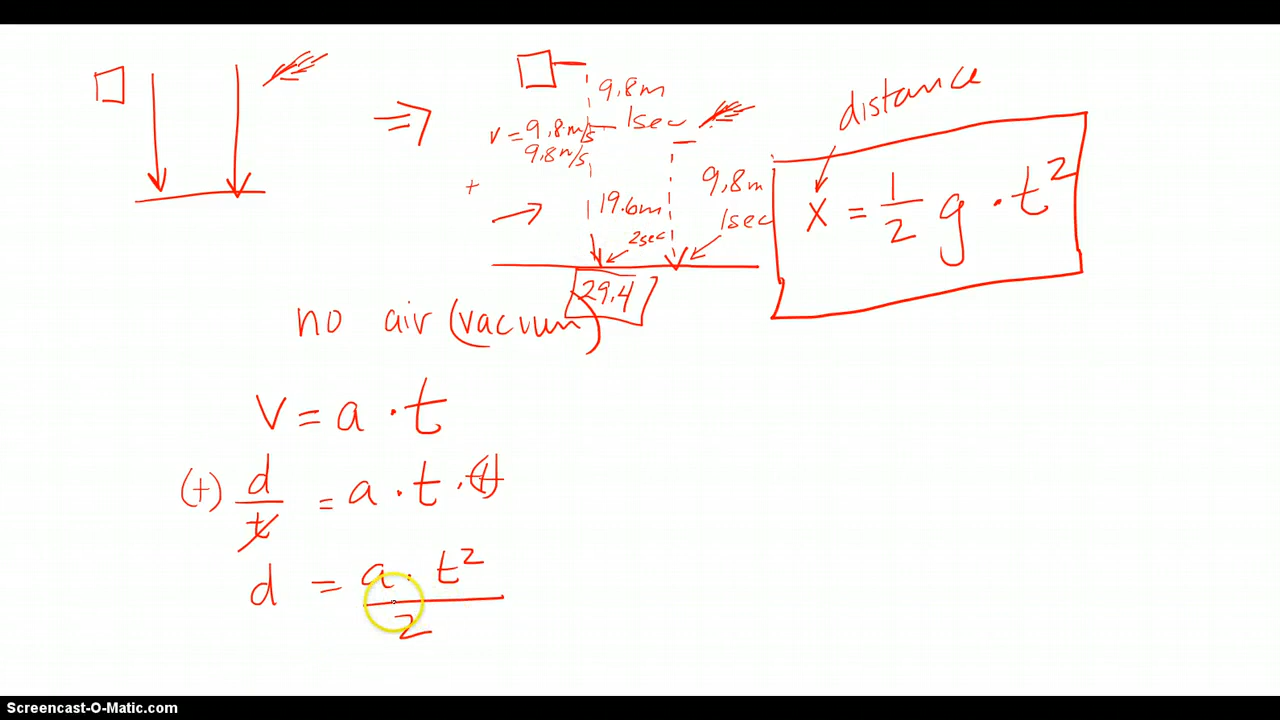 9.8m
1sec
v = 9.8m/s
9.8m/s
+
19.6m
2sec
29.4
9.8m
1sec
distance
x = 1/2 g · t²
no air (vacuum)
v = a · t
(t) d/t = a · t · (t)
d = a · t² / 2
Screencast-O-Matic.com